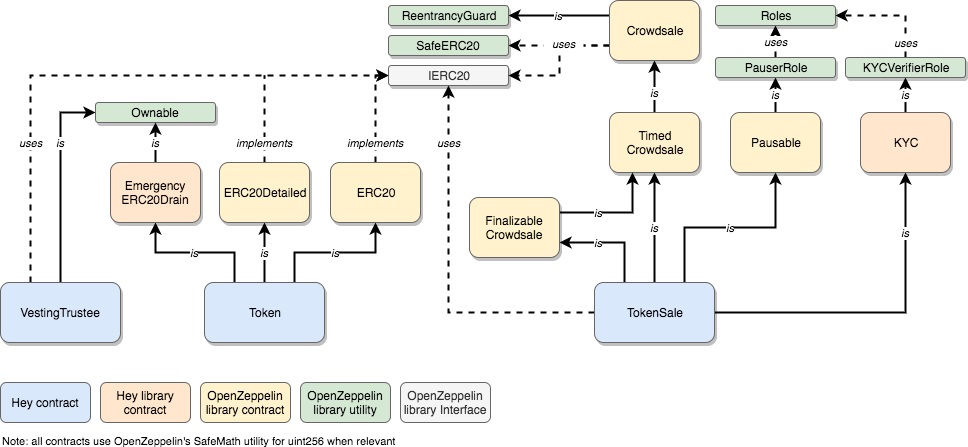 ReentrancyGuard
is
Crowdsale
Roles
SafeERC20
uses
uses
uses
IERC20
PauserRole
KYCVerifierRole
is
is
is
Ownable
uses
is
is
implements
implements
uses
Timed
Crowdsale
Pausable
KYC
Emergency
ERC20Drain
ERC20Detailed
ERC20
Finalizable
Crowdsale
is
is
is
is
is
is
is
is
is
VestingTrustee
Token
TokenSale
Hey contract
Hey library
contract
OpenZeppelin
library contract
OpenZeppelin
library utility
OpenZeppelin
library Interface
Note: all contracts use OpenZeppelin's SafeMath utility for uint256 when relevant